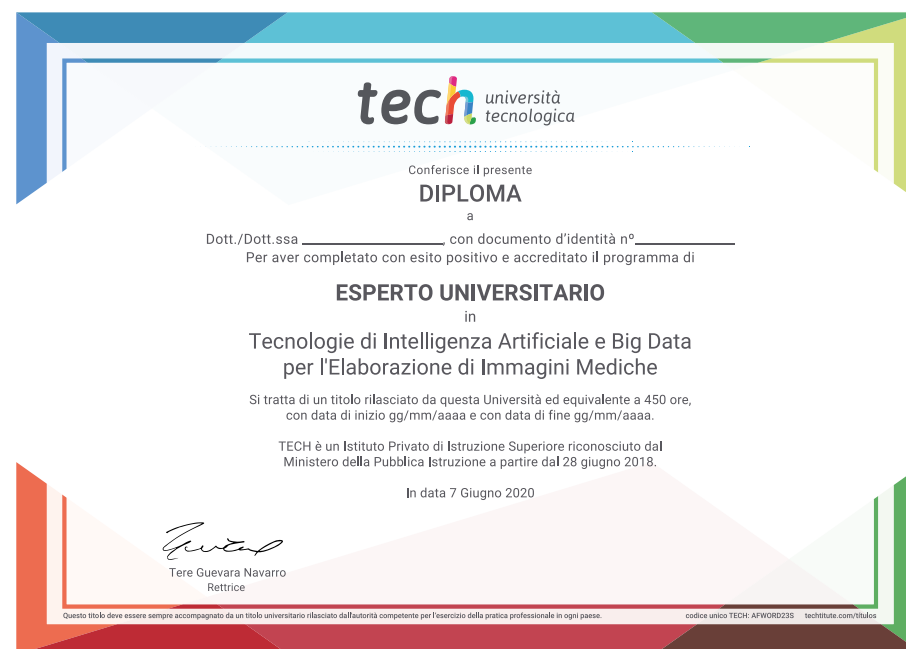 tech università
tecnologica
Conferisce il presente
DIPLOMA
a
Dott./Dott.ssa ____________________, con documento d'identità nº______________
Per aver completato con esito positivo e accreditato il programma di
ESPERTO UNIVERSITARIO
in
Tecnologie di Intelligenza Artificiale e Big Data
per l'Elaborazione di Immagini Mediche
Si tratta di un titolo rilasciato da questa Università ed equivalente a 450 ore,
con data di inizio gg/mm/aaaa e con data di fine gg/mm/aaaa.
TECH è un Istituto Privato di Istruzione Superiore riconosciuto dal
Ministero della Pubblica Istruzione a partire dal 28 giugno 2018.
In data 7 Giugno 2020
Tere Guevara Navarro
Rettrice
Questo titolo deve essere sempre accompagnato da un titolo universitario rilasciato dall'autorità competente per l'esercizio della pratica professionale in ogni paese. codice unico TECH: AFWORD23S techtitute.com/titulos